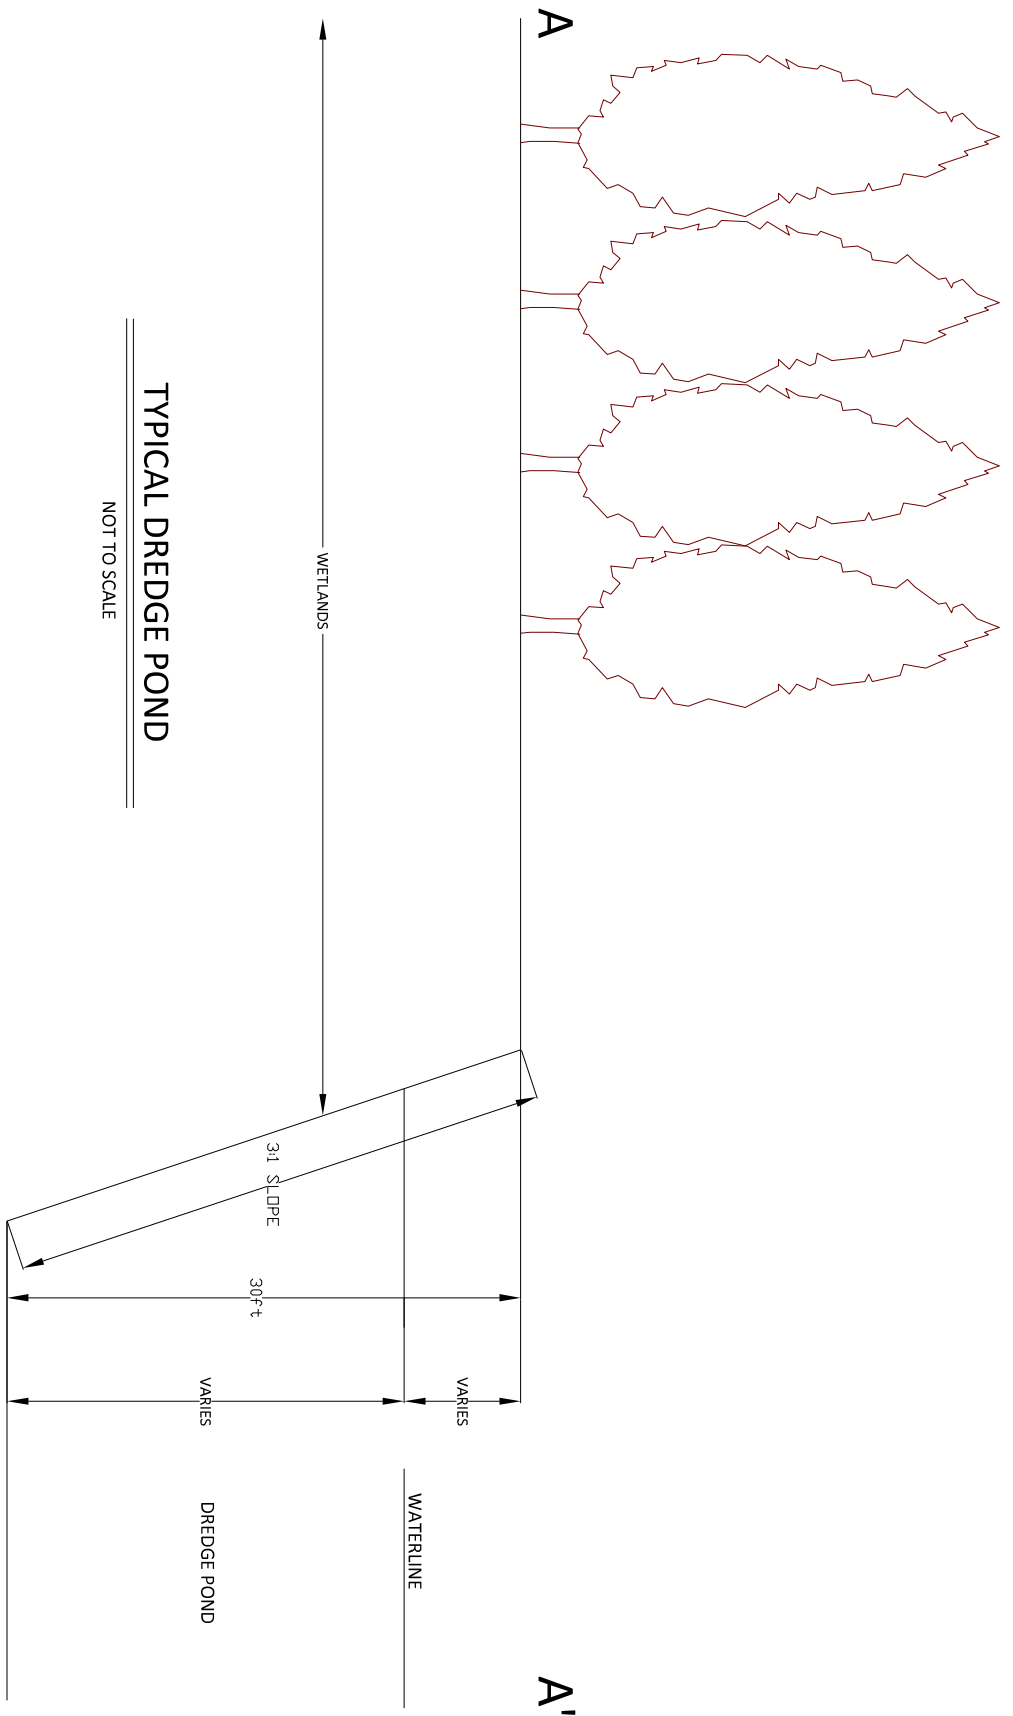 A
A'
WETLANDS
3:1 SLOPE
30ft
VARIES
VARIES
WATERLINE
DREDGE POND
TYPICAL DREDGE POND
NOT TO SCALE